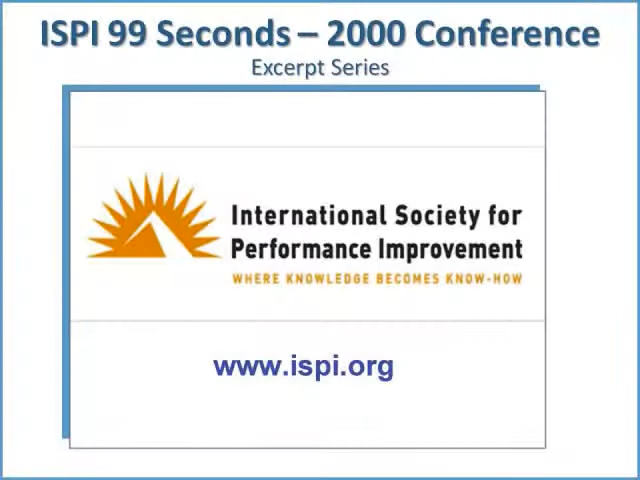 ISPI 99 Seconds – 2000 Conference
Excerpt Series
International Society for
Performance Improvement
WHERE KNOWLEDGE BECOMES KNOW-HOW
www.ispi.org